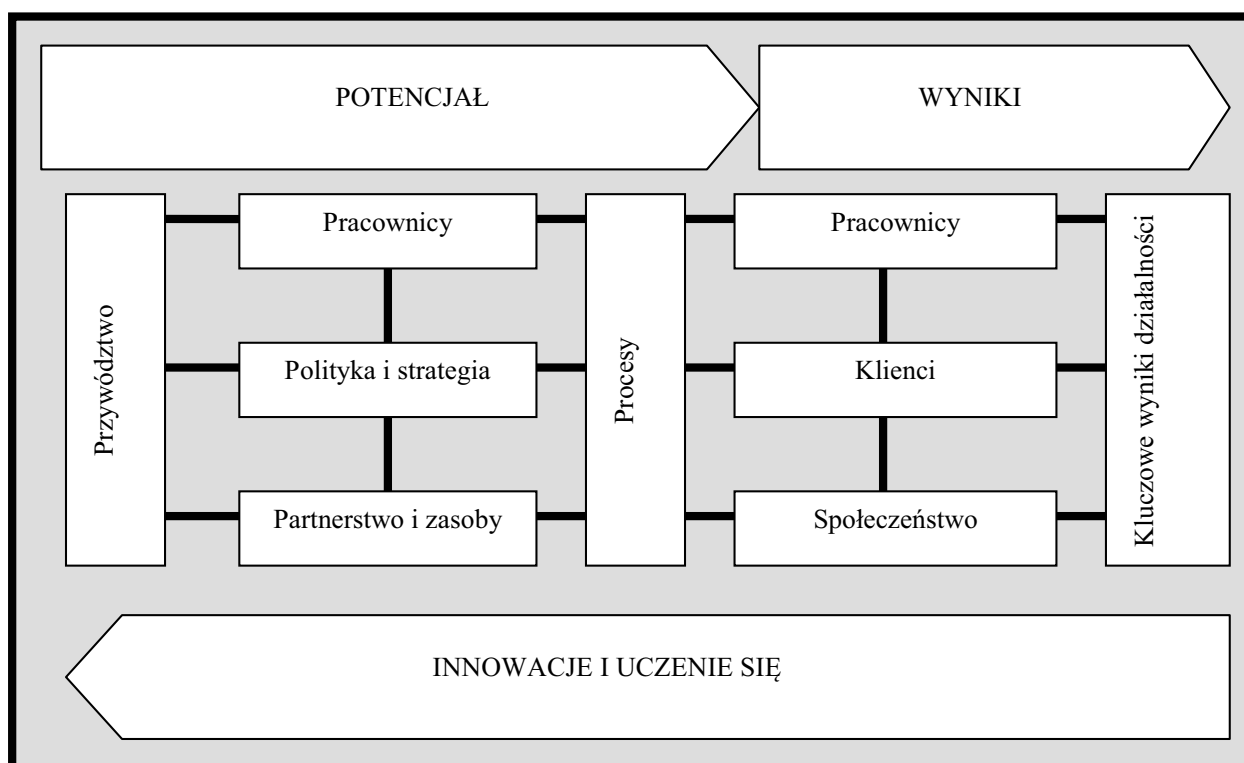 POTENCJAŁ
WYNIKI
Przywództwo
Pracownicy
Polityka i strategia
Partnerstwo i zasoby
Procesy
Pracownicy
Klienci
Społeczeństwo
Kluczowe wyniki działalności
INNOWACJE I UCZENIE SIĘ